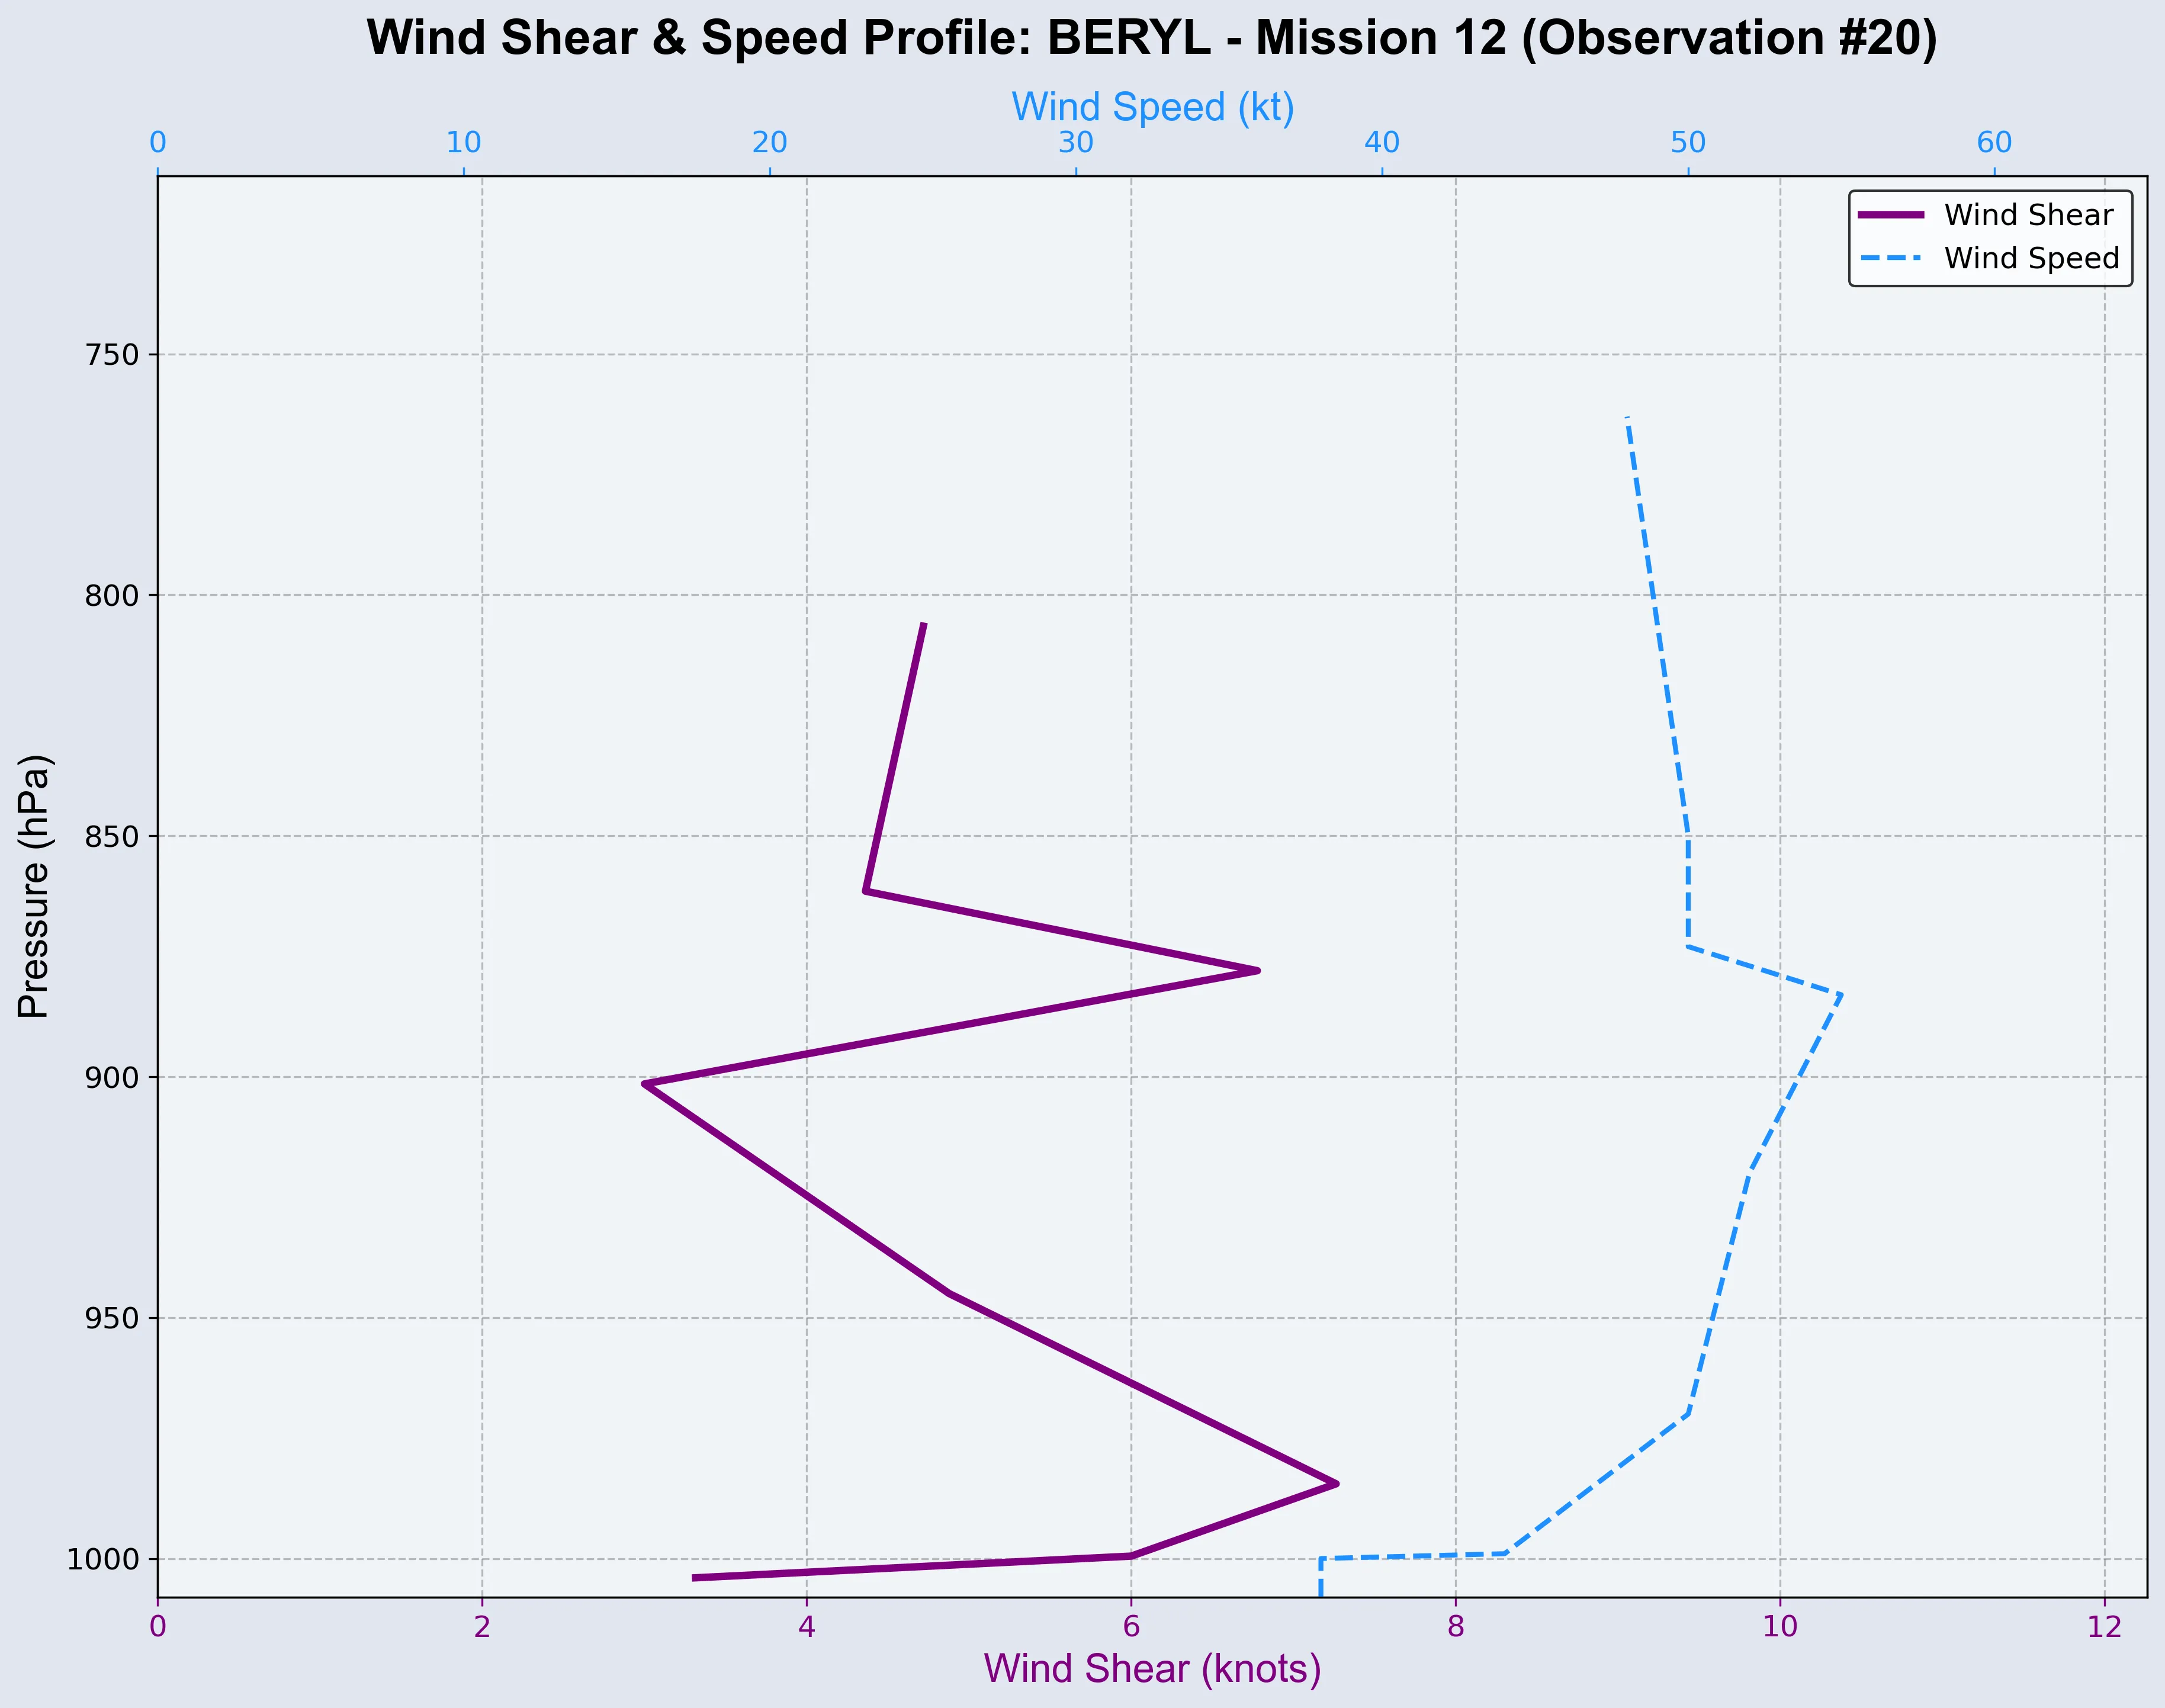 Wind Shear & Speed Profile: BERYL - Mission 12 (Observation #20)
Wind Speed (kt)
0 10 20 30 40 50 60
Wind Shear
Wind Speed
Pressure (hPa)
750
800
850
900
950
1000
0 2 4 6 8 10 12
Wind Shear (knots)